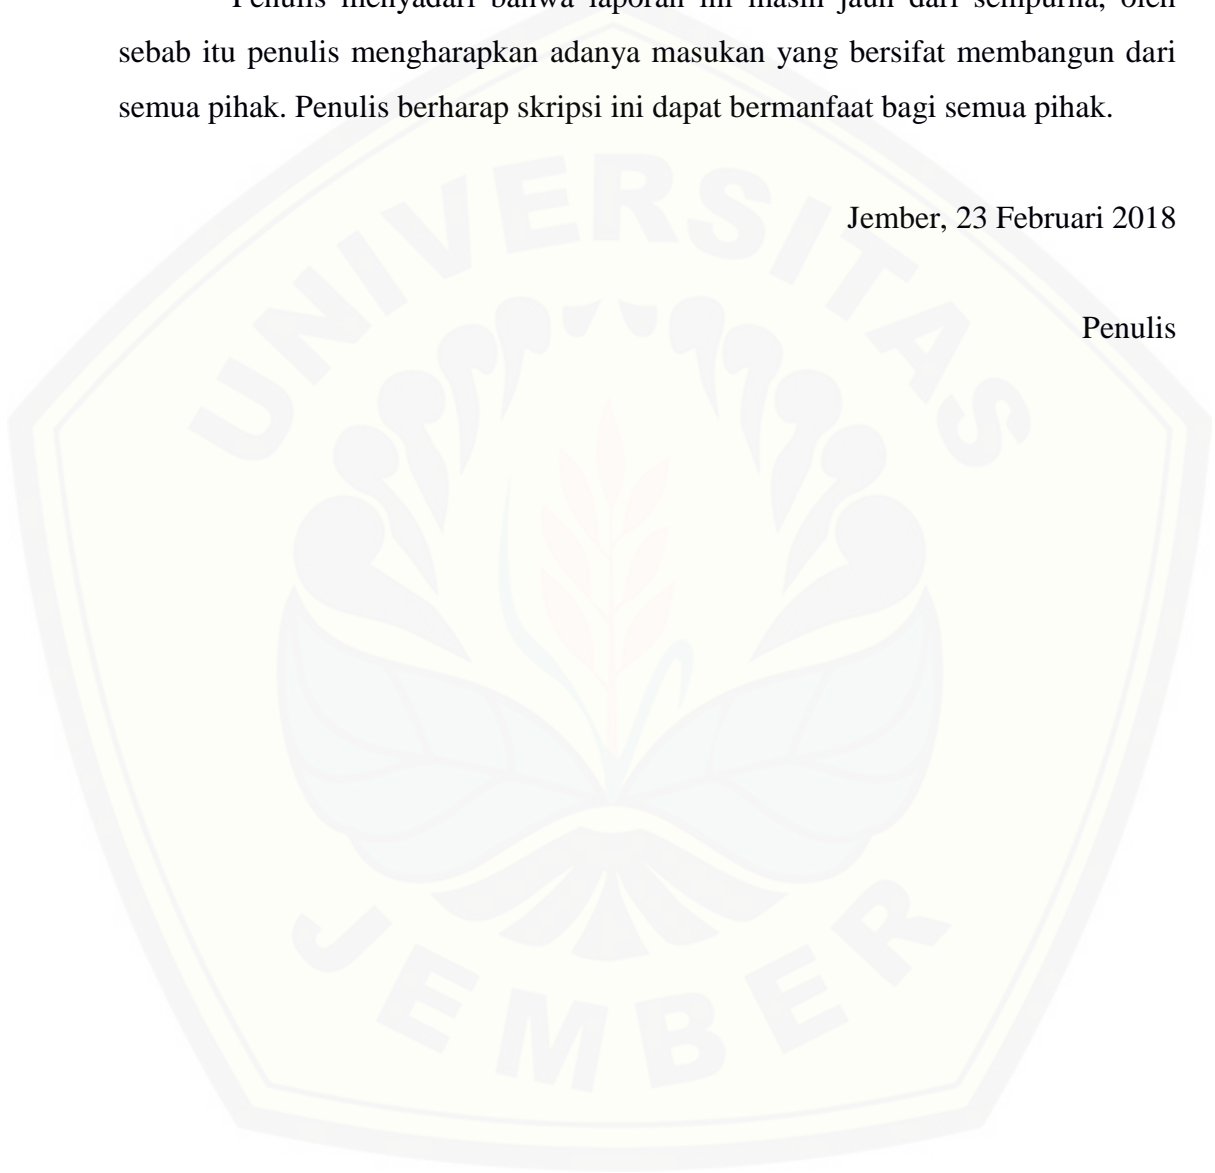 Penulis menyadari bahwa laporan ini masih jauh dari sempurna, oleh
sebab itu penulis mengharapkan adanya masukan yang bersifat membangun dari
semua pihak. Penulis berharap skripsi ini dapat bermanfaat bagi semua pihak.
Jember, 23 Februari 2018
Penulis
UNIVERSITAS
JEMBER